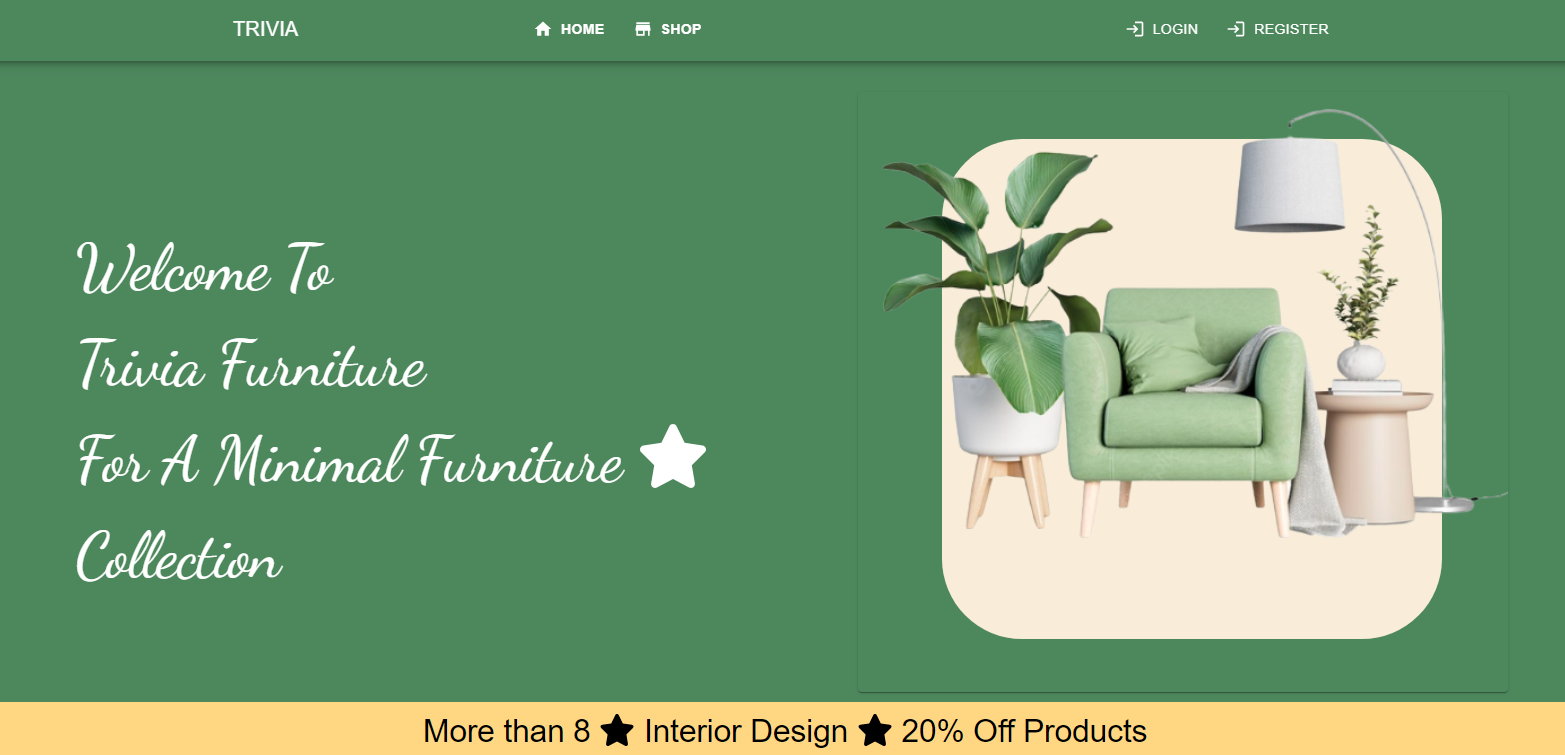 TRIVIA
HOME
SHOP
LOGIN
REGISTER
Welcome To
Trivia Furniture
For A Minimal Furniture
Collection
More than 8 ★ Interior Design ★ 20% Off Products